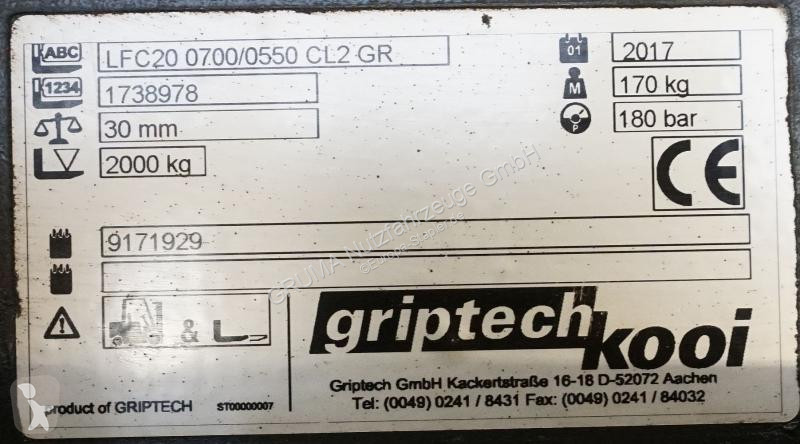 ABC LFC20 0700/0550 CL2 GR
01 2017
1234 1738978
M 170 kg
30 mm
P 180 bar
2000 kg
CE
9171929
GRUMA Nutzfahrzeuge GmbH
&
griptech kooi
Griptech GmbH Kackertstraße 16-18 D-52072 Aachen
Tel: (0049) 0241 / 8431 Fax: (0049) 0241 / 84032
product of GRIPTECH ST00000007